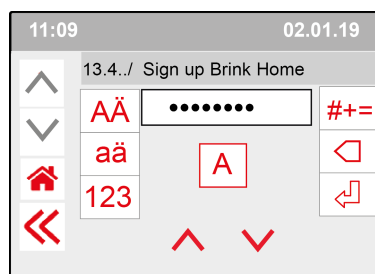 11:09 02.01.19
13.4../ Sign up Brink Home
AÄ •••••••• #+=
aä A
123